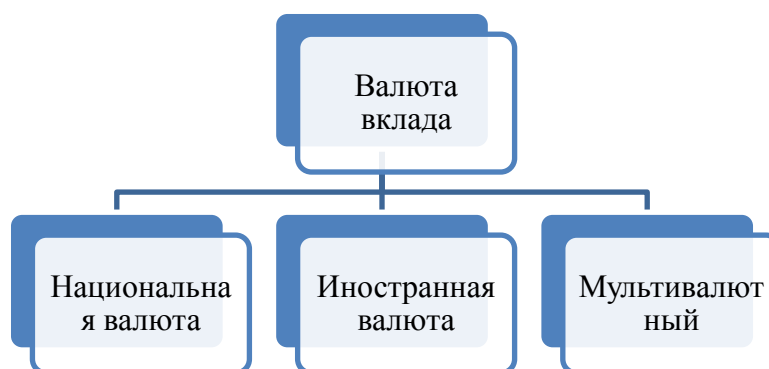 Валюта
вклада
Национальна
я валюта
Иностранная
валюта
Мультивалют
ный